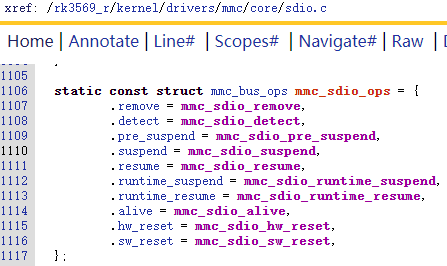 xref: /rk3569_r/kernel/drivers/mmc/core/sdio.c
Home | Annotate | Line# | Scopes# | Navigate# | Raw |
1105
1106 static const struct mmc_bus_ops mmc_sdio_ops = {
1107 .remove = mmc_sdio_remove,
1108 .detect = mmc_sdio_detect,
1109 .pre_suspend = mmc_sdio_pre_suspend,
1110 .suspend = mmc_sdio_suspend,
1111 .resume = mmc_sdio_resume,
1112 .runtime_suspend = mmc_sdio_runtime_suspend,
1113 .runtime_resume = mmc_sdio_runtime_resume,
1114 .alive = mmc_sdio_alive,
1115 .hw_reset = mmc_sdio_hw_reset,
1116 .sw_reset = mmc_sdio_sw_reset,
1117 };